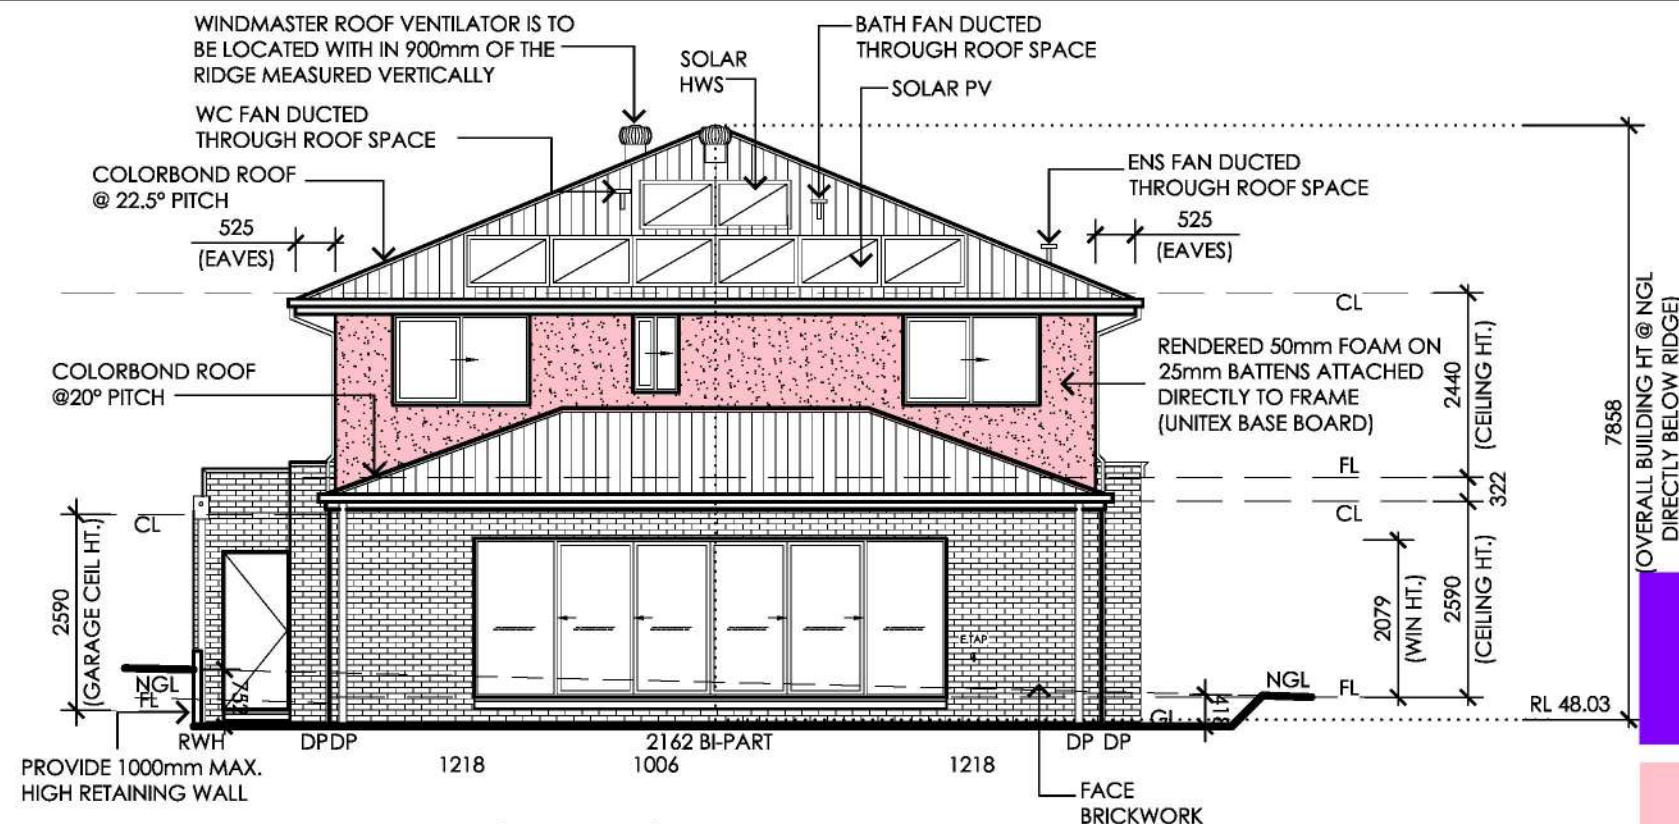 WINDMASTER ROOF VENTILATOR IS TO
BE LOCATED WITH IN 900mm OF THE
RIDGE MEASURED VERTICALLY
BATH FAN DUCTED
THROUGH ROOF SPACE
SOLAR
HWS
SOLAR PV
WC FAN DUCTED
THROUGH ROOF SPACE
COLORBOND ROOF
@ 22.5° PITCH
ENS FAN DUCTED
THROUGH ROOF SPACE
525
(EAVES)
525
(EAVES)
CL
COLORBOND ROOF
@20° PITCH
RENDERED 50mm FOAM ON
25mm BATTENS ATTACHED
DIRECTLY TO FRAME
(UNITEX BASE BOARD)
2440
(CEILING HT.)
7858
(OVERALL BUILDING HT @ NGL
DIRECTLY BELOW RIDGE)
FL
322
CL
CL
2590
(GARAGE CEIL HT.)
2079
(WIN HT.)
2590
(CEILING HT.)
E.TAP
NGL
FL
752
NGL
FL
GL
RL 48.03
RWH
DP DP
2162 BI-PART
DP DP
1218
1006
1218
PROVIDE 1000mm MAX.
HIGH RETAINING WALL
FACE
BRICKWORK